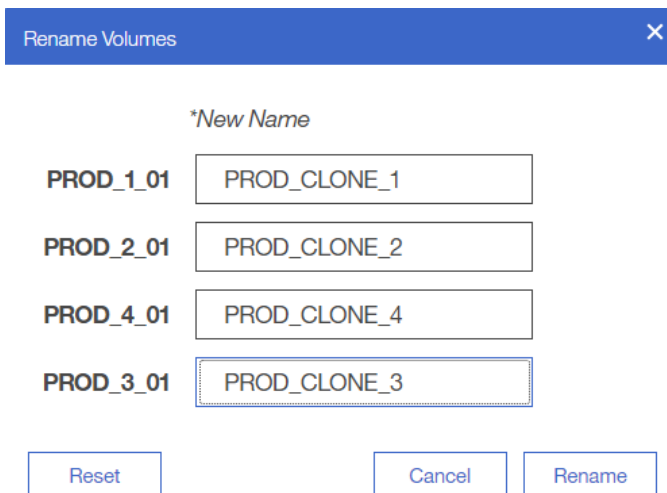 Rename Volumes
*New Name
PROD_1_01 PROD_CLONE_1
PROD_2_01 PROD_CLONE_2
PROD_4_01 PROD_CLONE_4
PROD_3_01 PROD_CLONE_3
Reset Cancel Rename